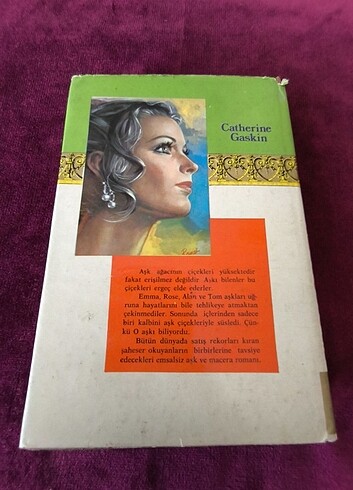 Catherine
Gaskin
Aşk ağacının çiçekleri yüksektedir
fakat erişilmez değildir. Aşkı bilenler bu
çiçekleri ergeç elde ederler.
Emma, Rose, Alân ve Tom aşkları uğ-
runa hayatlarını bile tehlikeye atmaktan
çekinmediler. Sonunda içlerinden sadece
biri kalbini aşk çiçekleriyle süsledi. Çün-
kü O aşkı biliyordu.
Bütün dünyada satış rekorları kıran
şaheser okuyanların birbirlerine tavsiye
edecekleri emsalsiz aşk ve macera romanı.